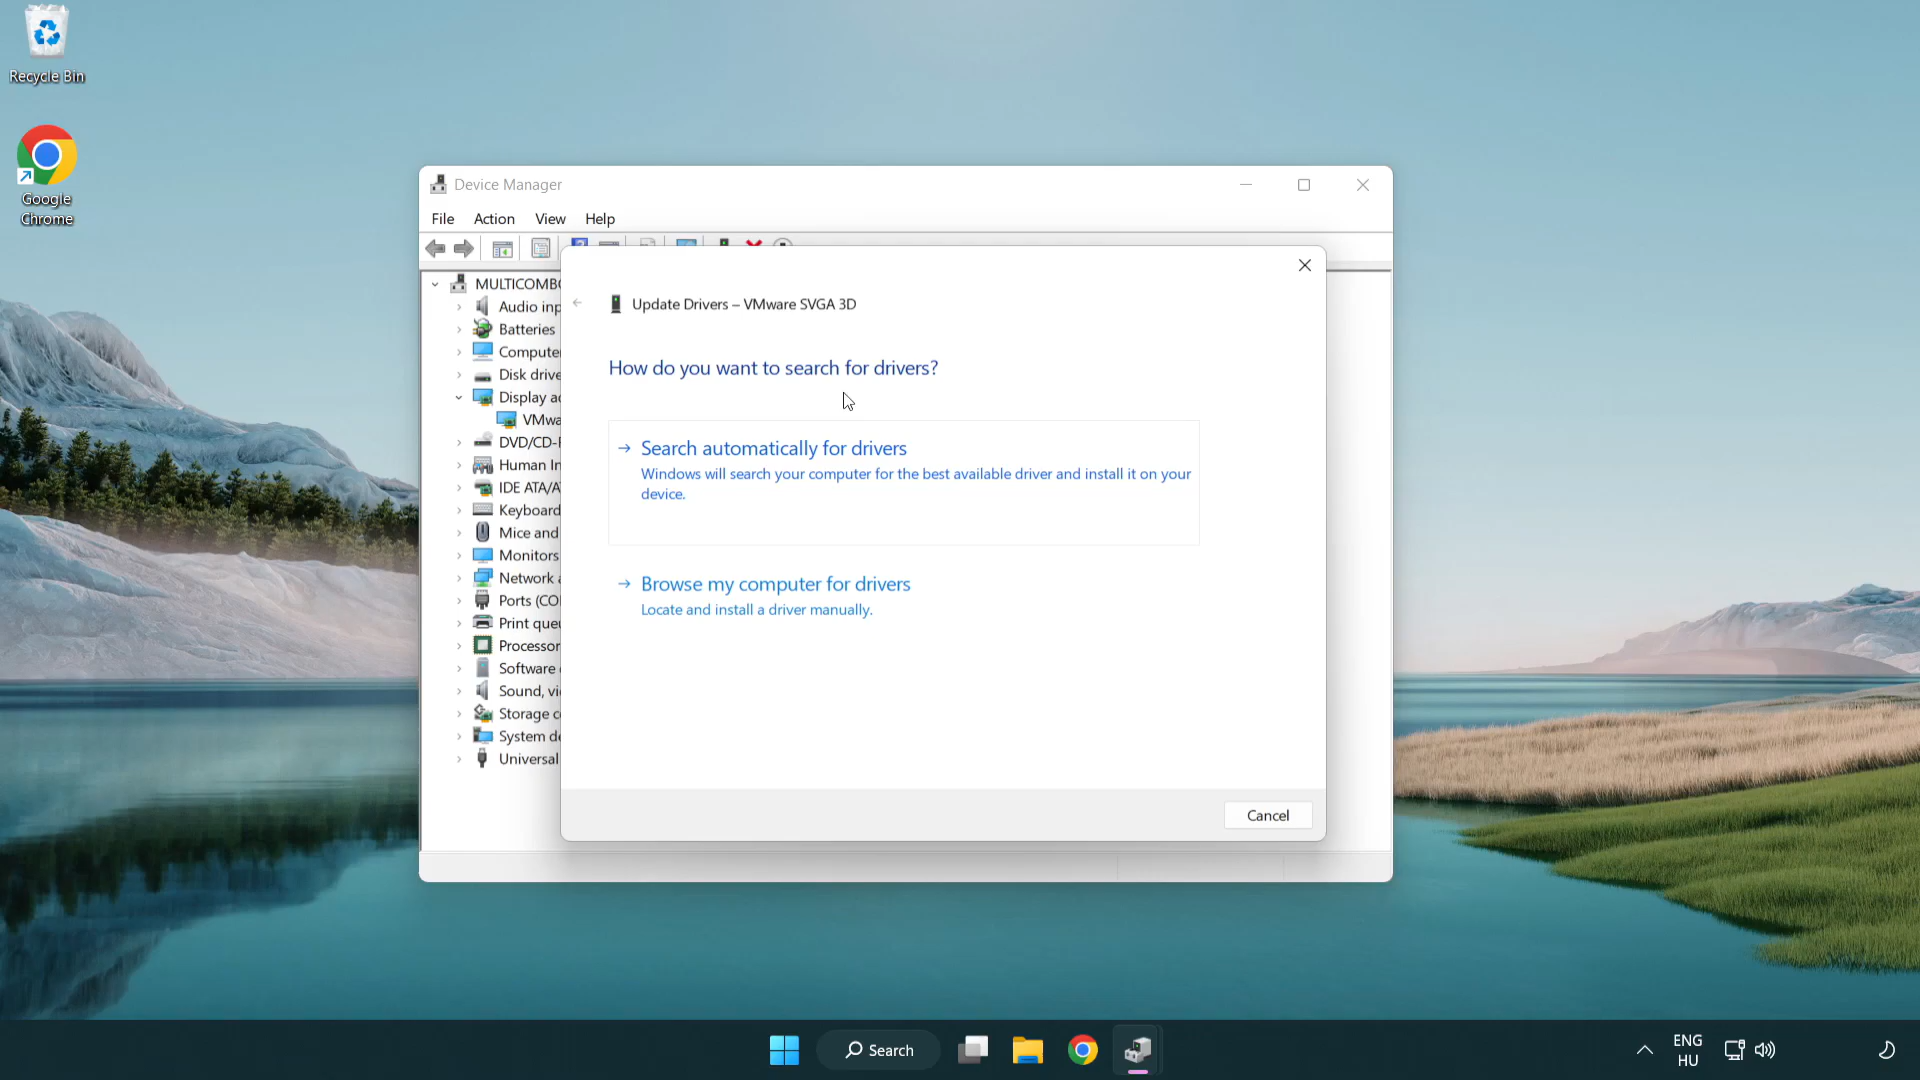 Recycle Bin
Google
Chrome
Device Manager
File Action View Help
MULTICOMBO
Audio inp
Batteries
Compute
Disk drive
Display a
VMwa
DVD/CD-
Human In
IDE ATA/A
Keyboard
Mice and
Monitors
Network
Ports (CO
Print que
Processor
Software
Sound, vi
Storage c
System de
Universal
Update Drivers – VMware SVGA 3D
How do you want to search for drivers?
Search automatically for drivers
Windows will search your computer for the best available driver and install it on your
device.
Browse my computer for drivers
Locate and install a driver manually.
Cancel
Search
ENG
HU